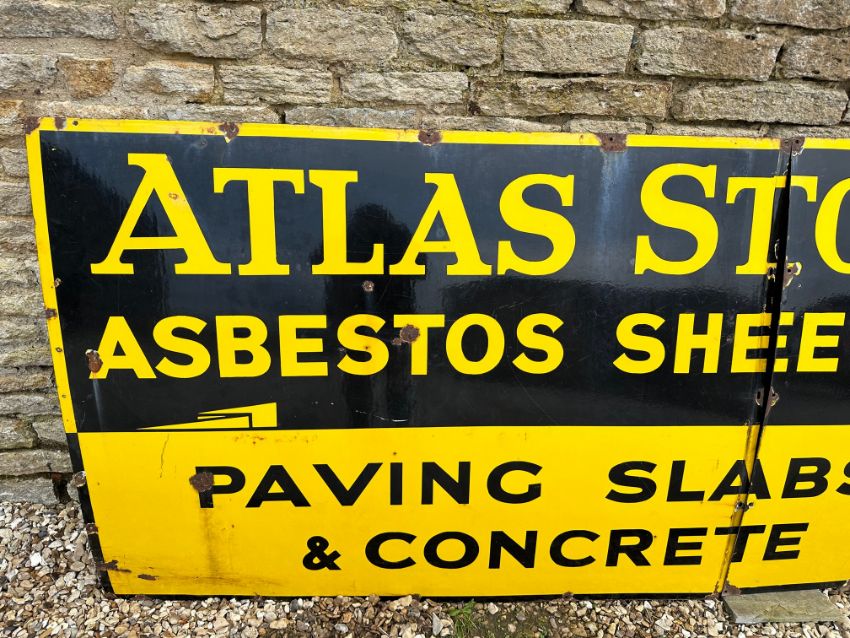 ATLAS STO
ASBESTOS SHEE
PAVING SLABS
& CONCRETE